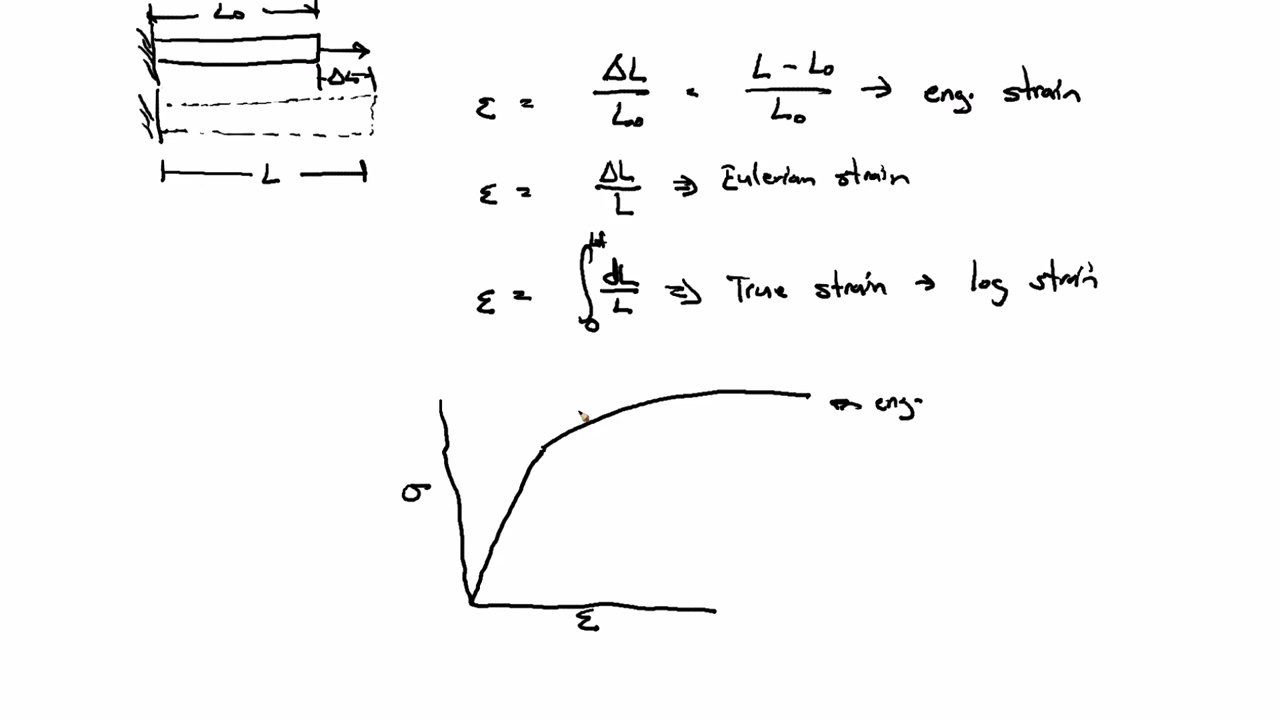 L₀
ΔL
L
ε = ΔL/L₀ = (L - L₀)/L₀ → eng. strain
ε = ΔL/L ⇒ Eulerian strain
ε = ∫₀^Lf dL/L ⇒ True strain → log strain
← eng.
σ
ε